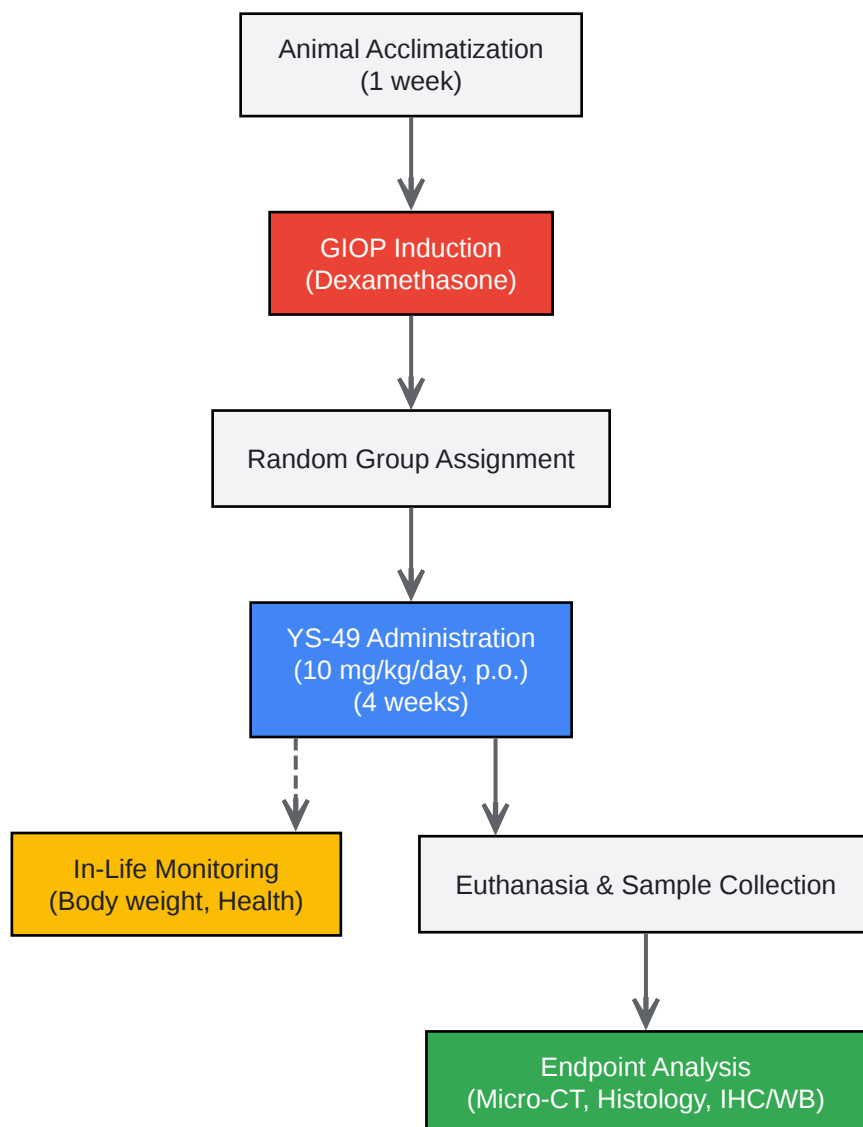 Animal Acclimatization
(1 week)
GIOP Induction
(Dexamethasone)
Random Group Assignment
YS-49 Administration
(10 mg/kg/day, p.o.)
(4 weeks)
In-Life Monitoring
(Body weight, Health)
Euthanasia & Sample Collection
Endpoint Analysis
(Micro-CT, Histology, IHC/WB)